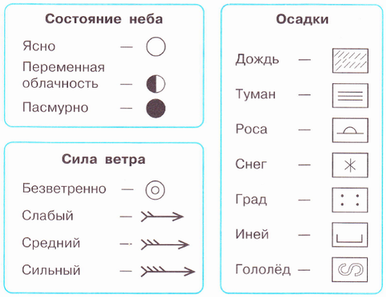 Состояние неба
Ясно —
Переменная
облачность —
Пасмурно —
Сила ветра
Безветренно —
Слабый —
Средний —
Сильный —
Осадки
Дождь —
Туман —
Роса —
Снег —
Град —
Иней —
Гололёд —